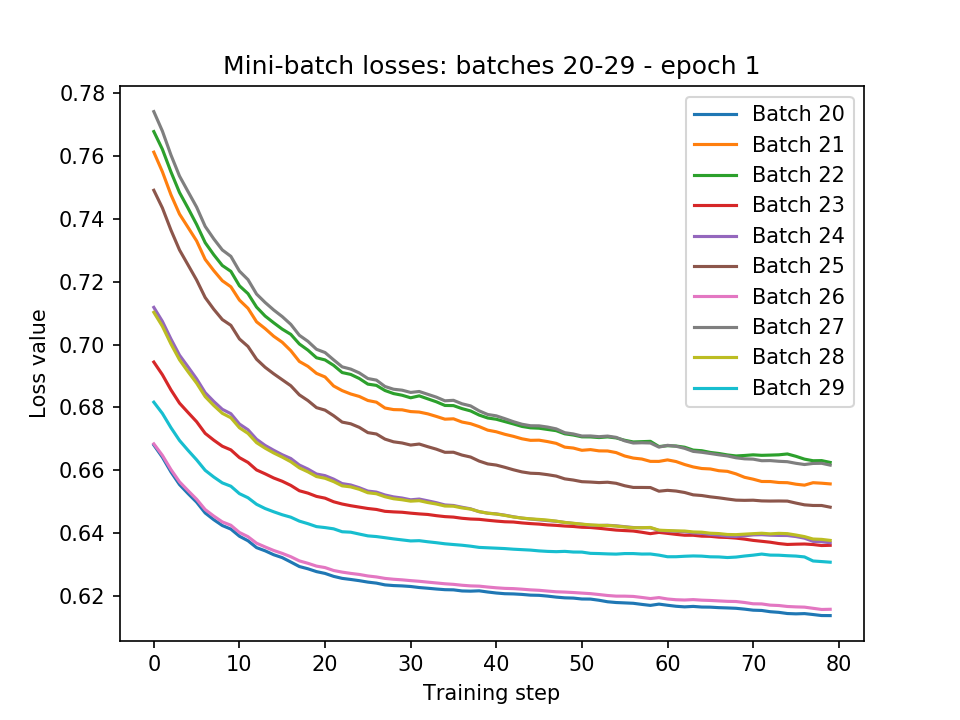 Mini-batch losses: batches 20-29 - epoch 1
Loss value
0.78
0.76
0.74
0.72
0.70
0.68
0.66
0.64
0.62
Batch 20
Batch 21
Batch 22
Batch 23
Batch 24
Batch 25
Batch 26
Batch 27
Batch 28
Batch 29
0 10 20 30 40 50 60 70 80
Training step